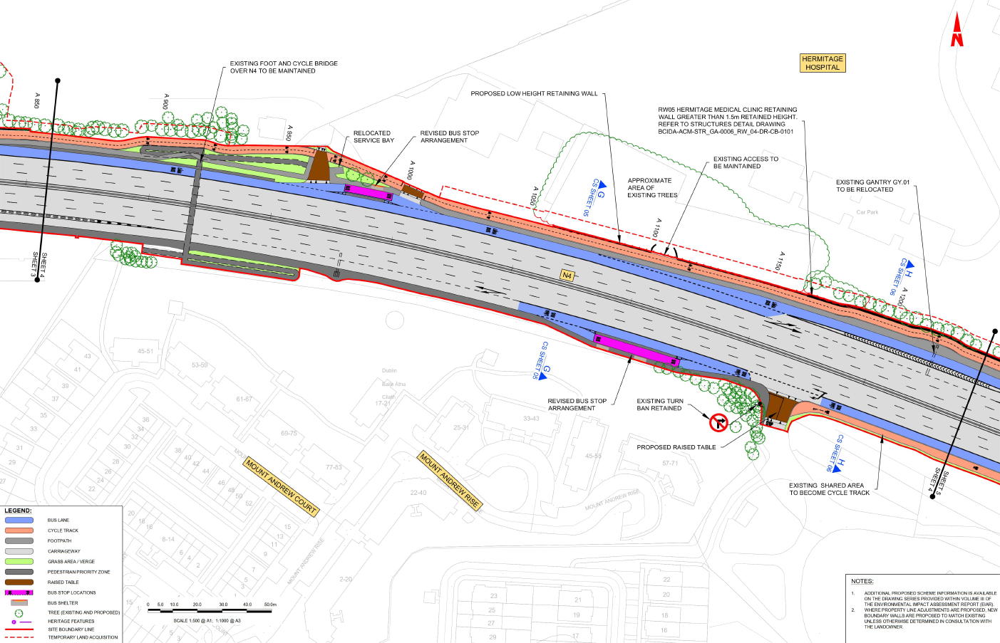 N
HERMITAGE
HOSPITAL
EXISTING FOOT AND CYCLE BRIDGE
OVER N4 TO BE MAINTAINED
A 850
A 900
A 950
A 1000
A 1050
A 1100
A 1150
A 1200
PROPOSED LOW HEIGHT RETAINING WALL
RW05 HERMITAGE MEDICAL CLINIC RETAINING
WALL GREATER THAN 1.5m RETAINED HEIGHT.
REFER TO STRUCTURES DETAIL DRAWING
BCIDA-ACM-STR_GA-0006_RW_04-DR-CB-0101
RELOCATED
SERVICE BAY
REVISED BUS STOP
ARRANGEMENT
EXISTING ACCESS TO
BE MAINTAINED
APPROXIMATE
AREA OF
EXISTING TREES
EXISTING GANTRY GY.01
TO BE RELOCATED
Car Park
G
CS SHEET 05
H
CS SHEET 06
SHEET 3
SHEET 4
N4
G
CS SHEET 05
REVISED BUS STOP
ARRANGEMENT
EXISTING TURN
BAN RETAINED
PROPOSED RAISED TABLE
H
CS SHEET 06
EXISTING SHARED AREA
TO BECOME CYCLE TRACK
SHEET 4
SHEET 5
Dublin
Baile Átha
Cliath
17-21
43
41
39
37
35
33
31
29
27
45-51
53-59
61-67
69-75
77-83
36
34
32
30
28
26
24
22
38
40
42
44
46
48
50
52
20
18
16
8-14
6
4
2
15
13
11
9
7
5
3
25-31
33-43
45-55
57-71
22-40
2-20
MOUNT ANDREW COURT
MOUNT ANDREW RISE
MOUNT ANDREW RISE
MOUNT ANDREW RISE
23
25
27
29
21
19
17
22
20
18
16
LEGEND:
BUS LANE
CYCLE TRACK
FOOTPATH
CARRIAGEWAY
GRASS AREA / VERGE
PEDESTRIAN PRIORITY ZONE
RAISED TABLE
BUS STOP LOCATIONS
BUS SHELTER
TREE (EXISTING AND PROPOSED)
HERITAGE FEATURES
SITE BOUNDARY LINE
TEMPORARY LAND ACQUISITION
0 5.0 10.0 20.0 30.0 40.0 50.0m
SCALE 1:500 @ A1; 1:1000 @ A3
NOTES:
1. ADDITIONAL PROPOSED SCHEME INFORMATION IS AVAILABLE
ON THE DRAWING SERIES PROVIDED WITHIN VOLUME III OF
THE ENVIRONMENTAL IMPACT ASSESSMENT REPORT (EIAR).
2. WHERE PROPERTY LINE ADJUSTMENTS ARE PROPOSED, NEW
BOUNDARY WALLS ARE PROPOSED TO MATCH EXISTING
UNLESS OTHERWISE DETERMINED IN CONSULTATION WITH
THE LANDOWNER.